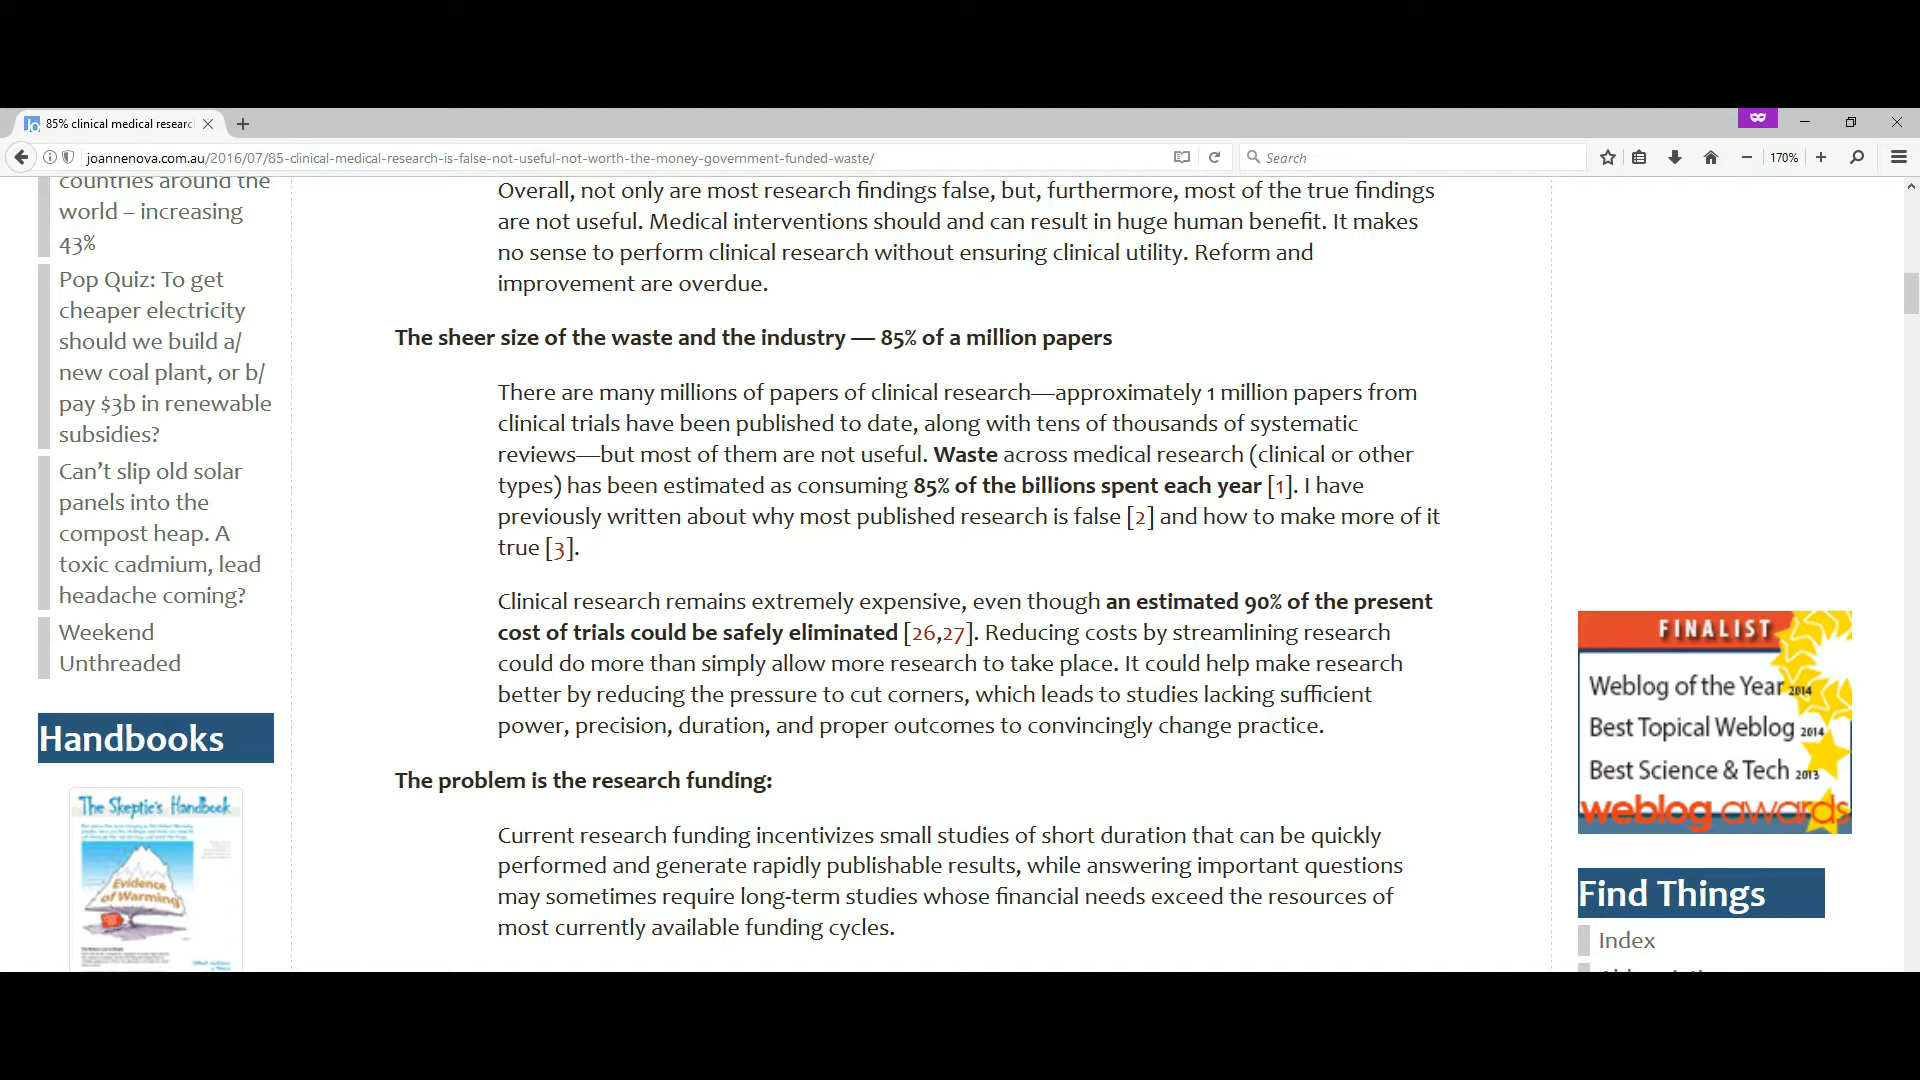 85% clinical medical researc
joannenova.com.au/2016/07/85-clinical-medical-research-is-false-not-useful-not-worth-the-money-government-funded-waste/
Search
170%
countries around the
world – increasing
43%
Pop Quiz: To get
cheaper electricity
should we build a/
new coal plant, or b/
pay $3b in renewable
subsidies?
Can't slip old solar
panels into the
compost heap. A
toxic cadmium, lead
headache coming?
Weekend
Unthreaded
Handbooks
The Skeptic's Handbook
Evidence
of Warming
Overall, not only are most research findings false, but, furthermore, most of the true findings
are not useful. Medical interventions should and can result in huge human benefit. It makes
no sense to perform clinical research without ensuring clinical utility. Reform and
improvement are overdue.
The sheer size of the waste and the industry — 85% of a million papers
There are many millions of papers of clinical research—approximately 1 million papers from
clinical trials have been published to date, along with tens of thousands of systematic
reviews—but most of them are not useful. Waste across medical research (clinical or other
types) has been estimated as consuming 85% of the billions spent each year [1]. I have
previously written about why most published research is false [2] and how to make more of it
true [3].
Clinical research remains extremely expensive, even though an estimated 90% of the present
cost of trials could be safely eliminated [26,27]. Reducing costs by streamlining research
could do more than simply allow more research to take place. It could help make research
better by reducing the pressure to cut corners, which leads to studies lacking sufficient
power, precision, duration, and proper outcomes to convincingly change practice.
The problem is the research funding:
Current research funding incentivizes small studies of short duration that can be quickly
performed and generate rapidly publishable results, while answering important questions
may sometimes require long-term studies whose financial needs exceed the resources of
most currently available funding cycles.
FINALIST
Weblog of the Year 2014
Best Topical Weblog 2014
Best Science & Tech 2013
weblog awards
Find Things
Index